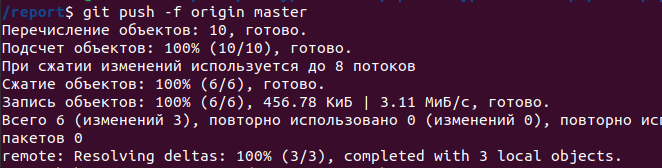 /report$ git push -f origin master
Перечисление объектов: 10, готово.
Подсчет объектов: 100% (10/10), готово.
При сжатии изменений используется до 8 потоков
Сжатие объектов: 100% (6/6), готово.
Запись объектов: 100% (6/6), 456.78 КиБ | 3.11 МиБ/с, готово.
Всего 6 (изменений 3), повторно использовано 0 (изменений 0), повторно исп
пакетов 0
remote: Resolving deltas: 100% (3/3), completed with 3 local objects.